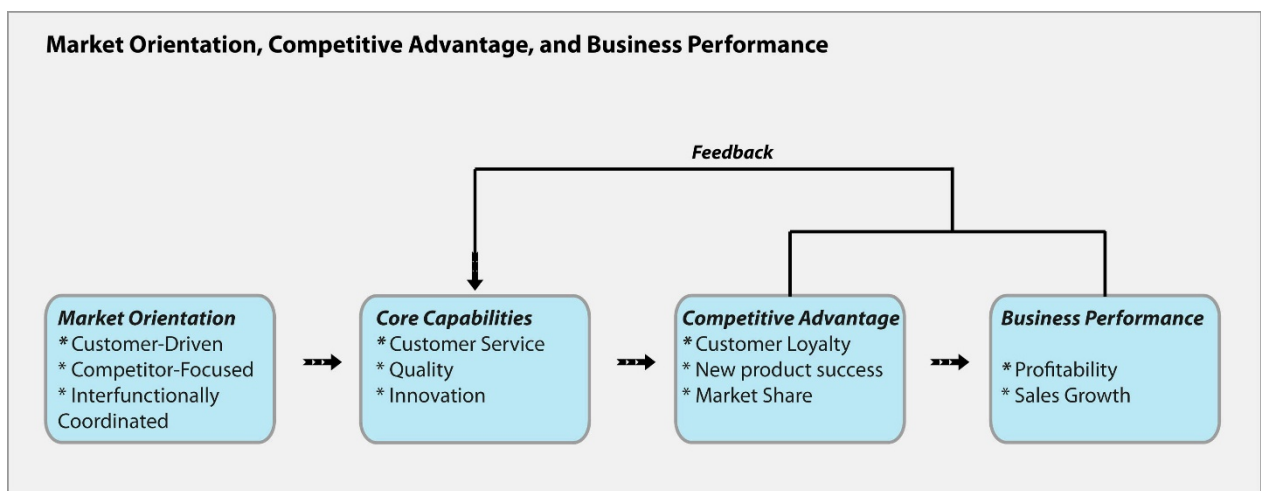 Market Orientation, Competitive Advantage, and Business Performance
Feedback
Market Orientation
* Customer-Driven
* Competitor-Focused
* Interfunctionally
Coordinated
Core Capabilities
* Customer Service
* Quality
* Innovation
Competitive Advantage
* Customer Loyalty
* New product success
* Market Share
Business Performance
* Profitability
* Sales Growth